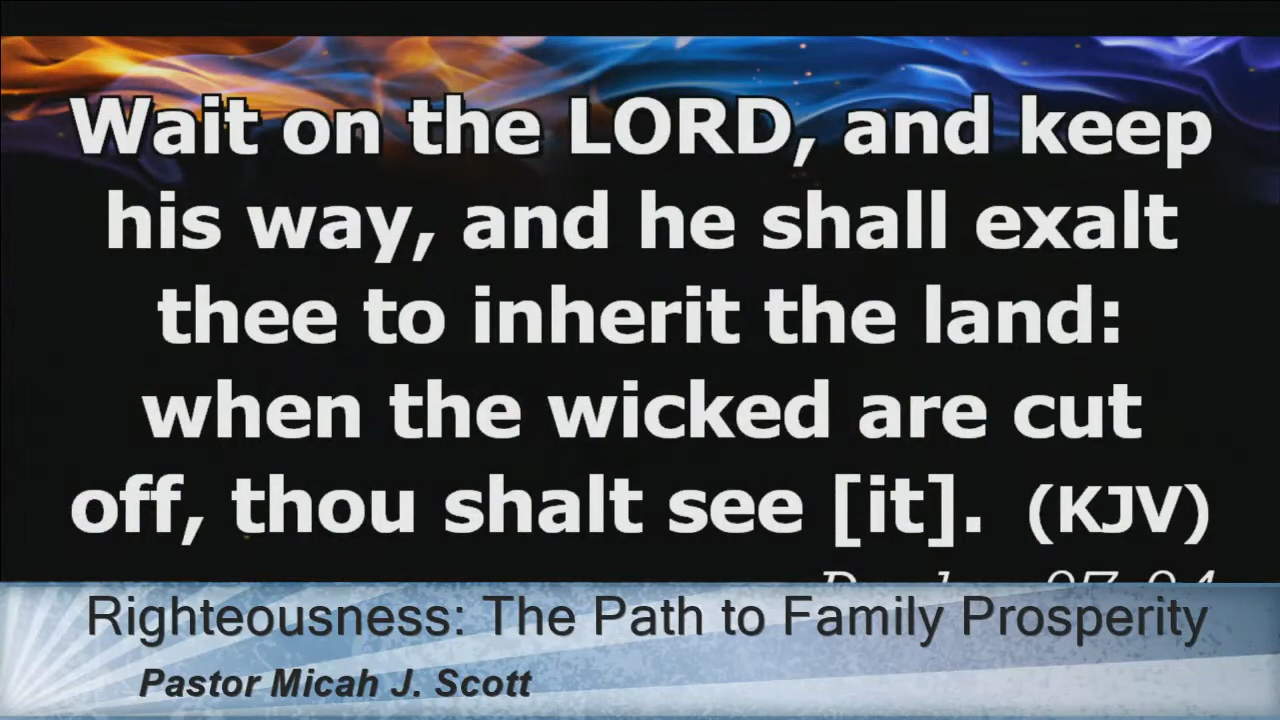 Wait on the LORD, and keep
his way, and he shall exalt
thee to inherit the land:
when the wicked are cut
off, thou shalt see [it]. (KJV)
Righteousness: The Path to Family Prosperity
Pastor Micah J. Scott